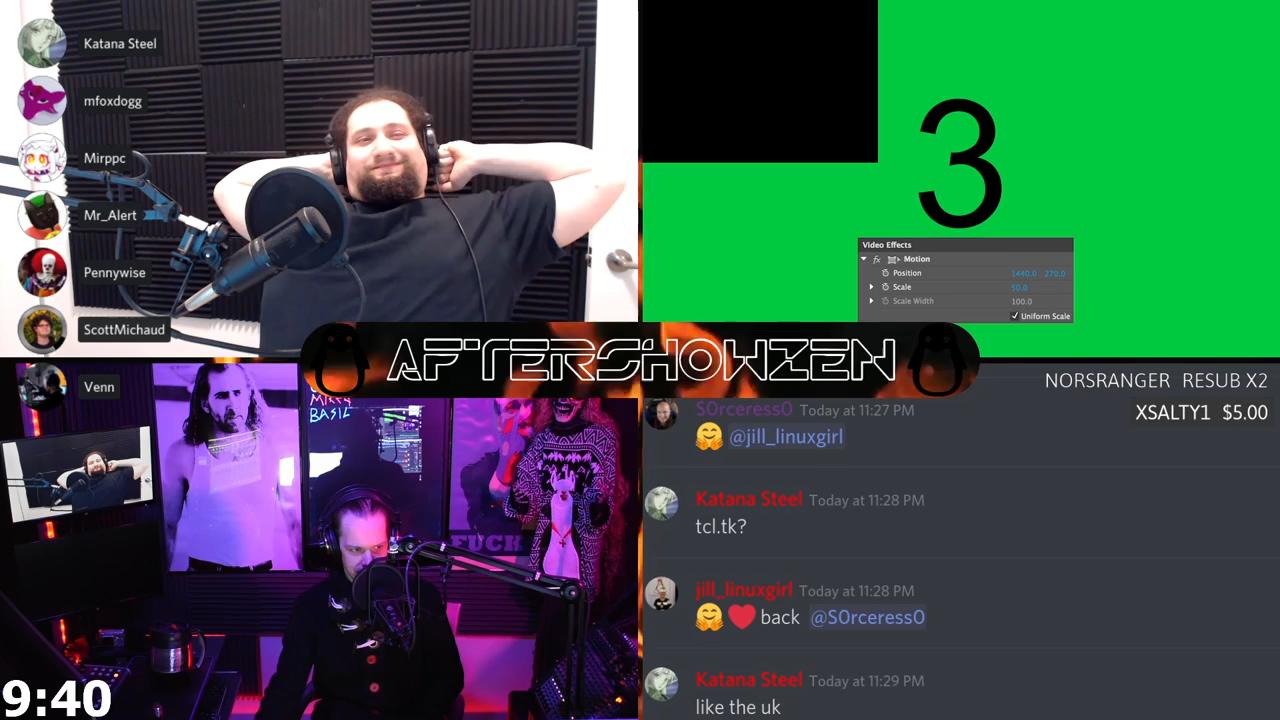 Katana Steel
mfoxdogg
Mirppc
Mr_Alert
Pennywise
ScottMichaud
3
Video Effects
fx Motion
Position 1440.0 270.0
Scale 50.0
Scale Width 100.0
Uniform Scale
AFTERSHOWZEN
Venn
BASIL
FUCK
9:40
NORSRANGER RESUB X2
XSALTY1 $5.00
S0rceress0 Today at 11:27 PM
@jill_linuxgirl
Katana Steel Today at 11:28 PM
tcl.tk?
jill_linuxgirl Today at 11:28 PM
back @S0rceress0
Katana Steel Today at 11:29 PM
like the uk